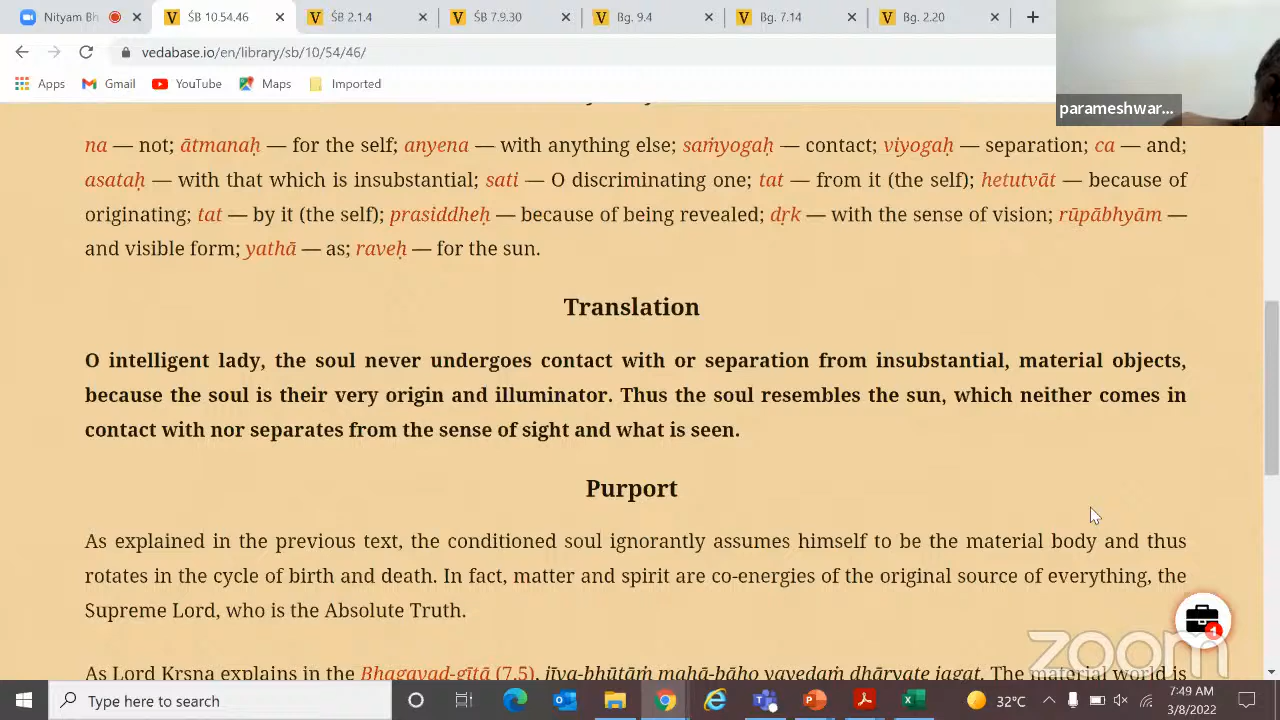 Nityam Bh
ŚB 10.54.46
ŚB 2.1.4
ŚB 7.9.30
Bg. 9.4
Bg. 7.14
Bg. 2.20
vedabase.io/en/library/sb/10/54/46/
Apps Gmail YouTube Maps Imported
parameshwar...
na — not; ātmanaḥ — for the self; anyena — with anything else; saṁyogaḥ — contact; viyogaḥ — separation; ca — and;
asataḥ — with that which is insubstantial; sati — O discriminating one; tat — from it (the self); hetutvāt — because of
originating; tat — by it (the self); prasiddheḥ — because of being revealed; dṛk — with the sense of vision; rūpābhyām —
and visible form; yathā — as; raveḥ — for the sun.
Translation
O intelligent lady, the soul never undergoes contact with or separation from insubstantial, material objects,
because the soul is their very origin and illuminator. Thus the soul resembles the sun, which neither comes in
contact with nor separates from the sense of sight and what is seen.
Purport
As explained in the previous text, the conditioned soul ignorantly assumes himself to be the material body and thus
rotates in the cycle of birth and death. In fact, matter and spirit are co-energies of the original source of everything, the
Supreme Lord, who is the Absolute Truth.
As Lord Kṛṣṇa explains in the Bhagavad-gītā (7.5), jīva-bhūtāṁ mahā-bāho yayedaṁ dhāryate jagat. The material world is
1
zoom
Type here to search
32°C
7:49 AM
3/8/2022